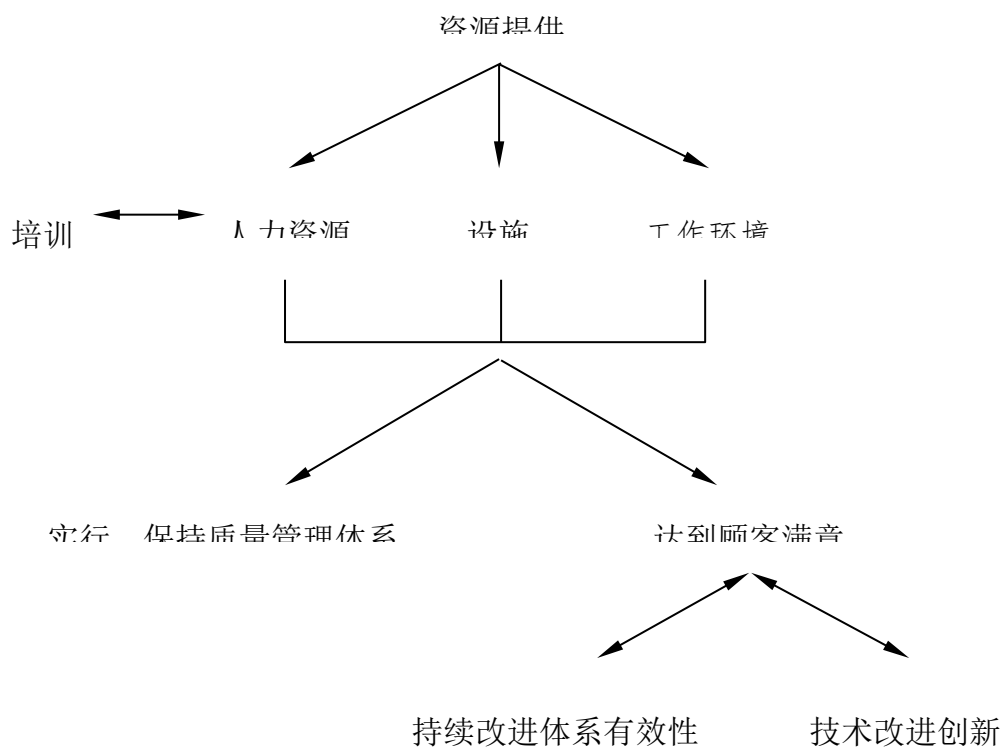 资源提供
培训 人力资源 设施 工作环境
实行 保持质量管理体系 达到顾客满意
持续改进体系有效性 技术改进创新